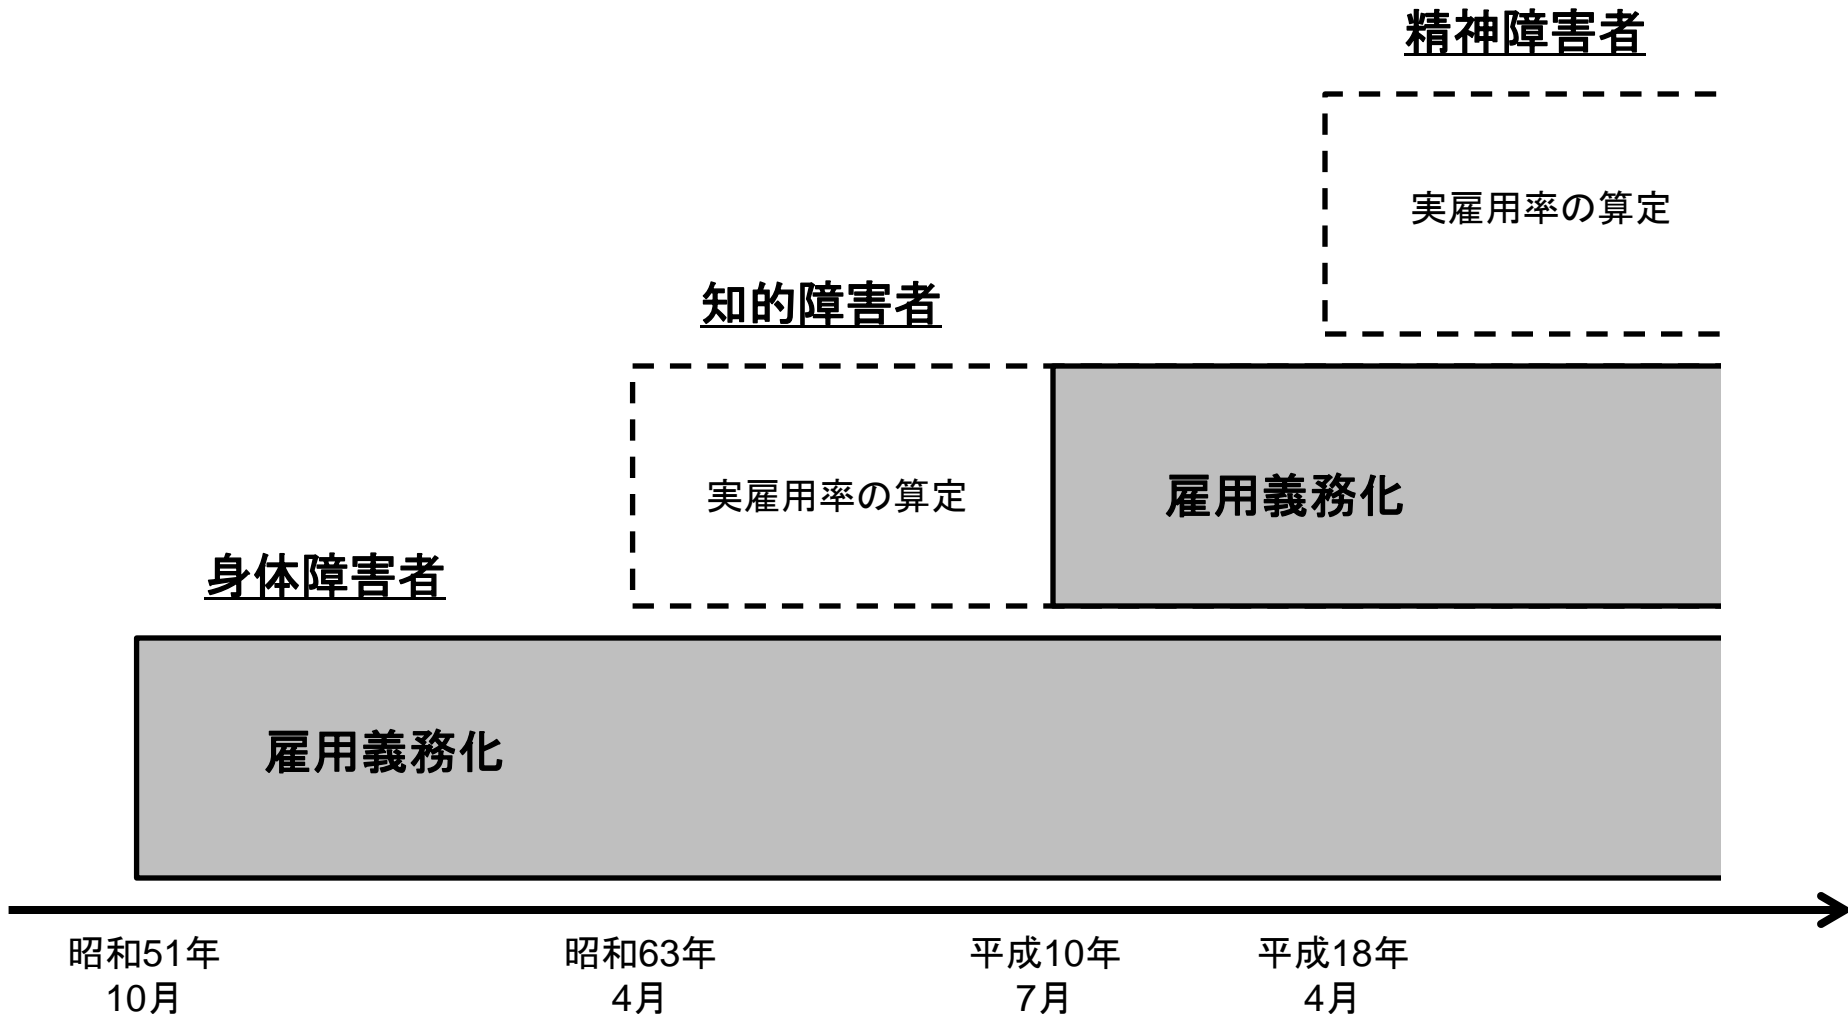 精神障害者
実雇用率の算定
知的障害者
実雇用率の算定
雇用義務化
身体障害者
雇用義務化
昭和51年
10月
昭和63年
4月
平成10年
7月
平成18年
4月